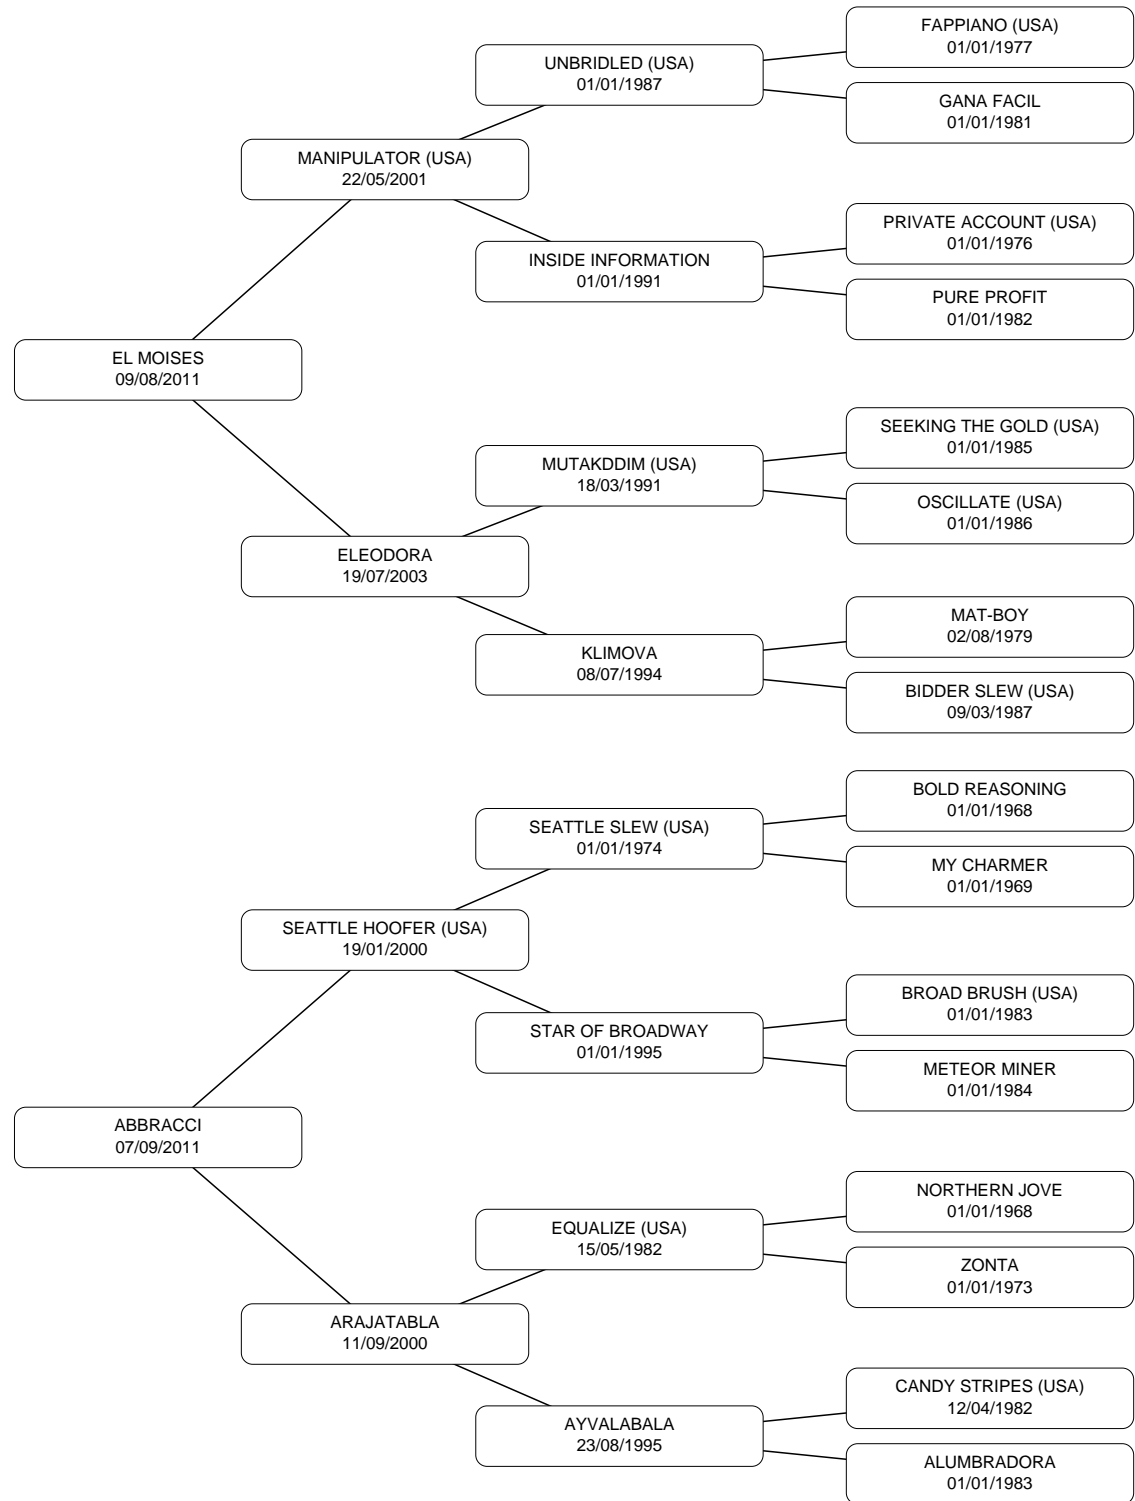 FAPPIANO (USA)
01/01/1977
UNBRIDLED (USA)
01/01/1987
GANA FACIL
01/01/1981
MANIPULATOR (USA)
22/05/2001
PRIVATE ACCOUNT (USA)
01/01/1976
INSIDE INFORMATION
01/01/1991
PURE PROFIT
01/01/1982
EL MOISES
09/08/2011
SEEKING THE GOLD (USA)
01/01/1985
MUTAKDDIM (USA)
18/03/1991
OSCILLATE (USA)
01/01/1986
ELEODORA
19/07/2003
MAT-BOY
02/08/1979
KLIMOVA
08/07/1994
BIDDER SLEW (USA)
09/03/1987
BOLD REASONING
01/01/1968
SEATTLE SLEW (USA)
01/01/1974
MY CHARMER
01/01/1969
SEATTLE HOOFER (USA)
19/01/2000
BROAD BRUSH (USA)
01/01/1983
STAR OF BROADWAY
01/01/1995
METEOR MINER
01/01/1984
ABBRACCI
07/09/2011
NORTHERN JOVE
01/01/1968
EQUALIZE (USA)
15/05/1982
ZONTA
01/01/1973
ARAJATABLA
11/09/2000
CANDY STRIPES (USA)
12/04/1982
AYVALABALA
23/08/1995
ALUMBRADORA
01/01/1983